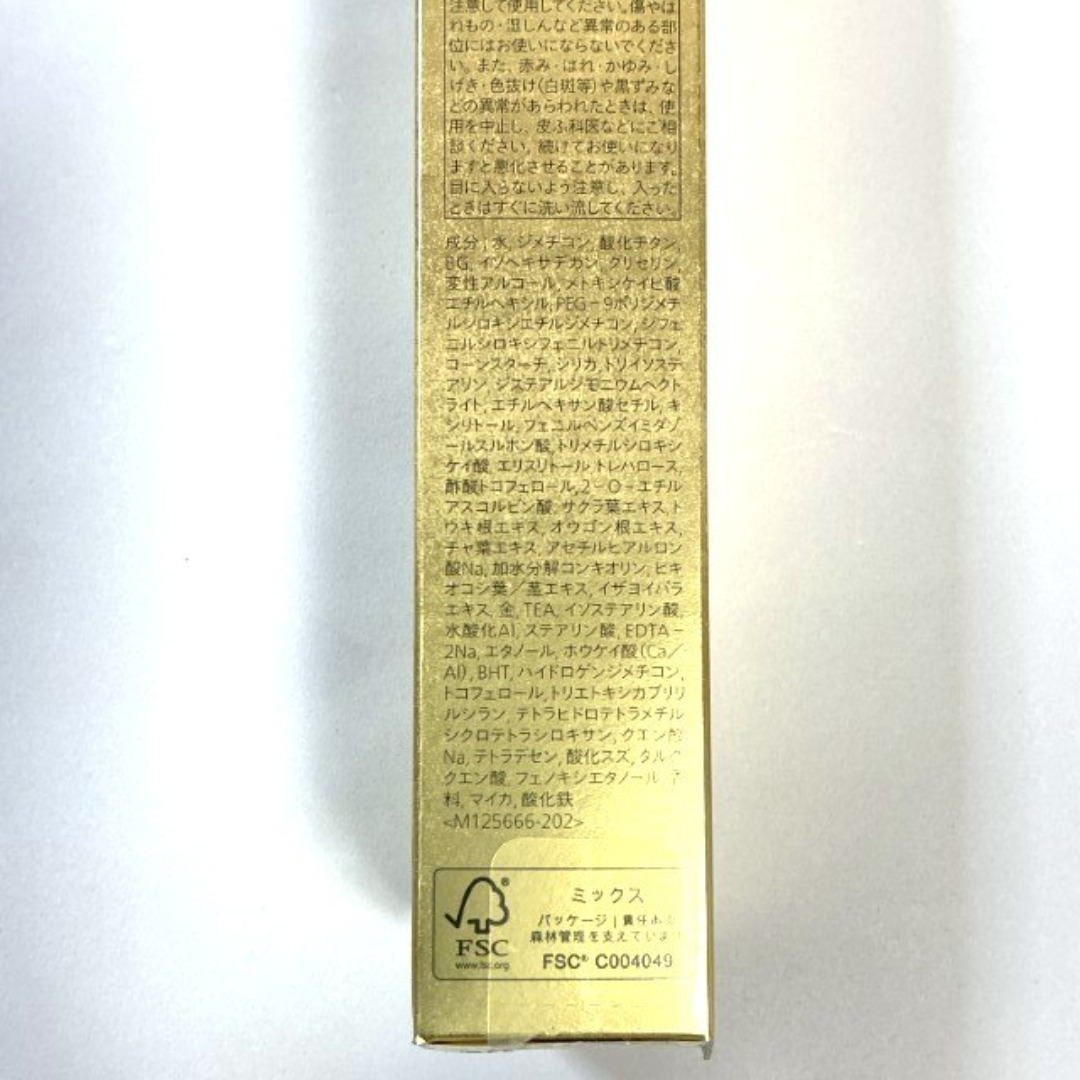 注意して使用してください。傷やは
れもの・湿しんなど異常のある部
位にはお使いにならないでくださ
い。また、赤み・はれ・かゆみ・し
げき・色抜け(白斑等)や黒ずみな
どの異常があらわれたときは、使
用を中止し、皮ふ科医などにご相
談ください。続けてお使いになり
ますと悪化させることがあります。
目に入らないよう注意し、入った
ときはすぐに洗い流してください。
成分:水, ジメチコン, 酸化チタン,
BG, イソヘキサデカン, グリセリン,
変性アルコール, メトキシケイヒ酸
エチルヘキシル, PEG-9ポリジメチ
ルシロキシエチルジメチコン, ジフェ
ニルシロキシフェニルトリメチコン,
コーンスターチ, シリカ, トリイソステ
アリン, ジステアルジモニウムヘクト
ライト, エチルヘキサン酸セチル, キ
シリトール, フェニルベンズイミダゾ
ールスルホン酸, トリメチルシロキシ
ケイ酸, エリスリトール, トレハロース,
酢酸トコフェロール, 2-O-エチル
アスコルビン酸, サクラ葉エキス, ト
ウキ根エキス, オウゴン根エキス,
チャ葉エキス, アセチルヒアルロン
酸Na, 加水分解コンキオリン, ヒキ
オコシ葉/茎エキス, イザヨイバラ
エキス, 金, TEA, イソステアリン酸,
水酸化Al, ステアリン酸, EDTA-
2Na, エタノール, ホウケイ酸(Ca/
Al), BHT, ハイドロゲンジメチコン,
トコフェロール, トリエトキシカプリリ
ルシラン, テトラヒドロテトラメチル
シクロテトラシロキサン, クエン酸
Na, テトラデセン, 酸化スズ, タルク,
クエン酸, フェノキシエタノール,
料, マイカ, 酸化鉄
<M125666-202>
FSC®
www.fsc.org
ミックス
パッケージ | 責任ある
森林管理を支えています
FSC® C004049